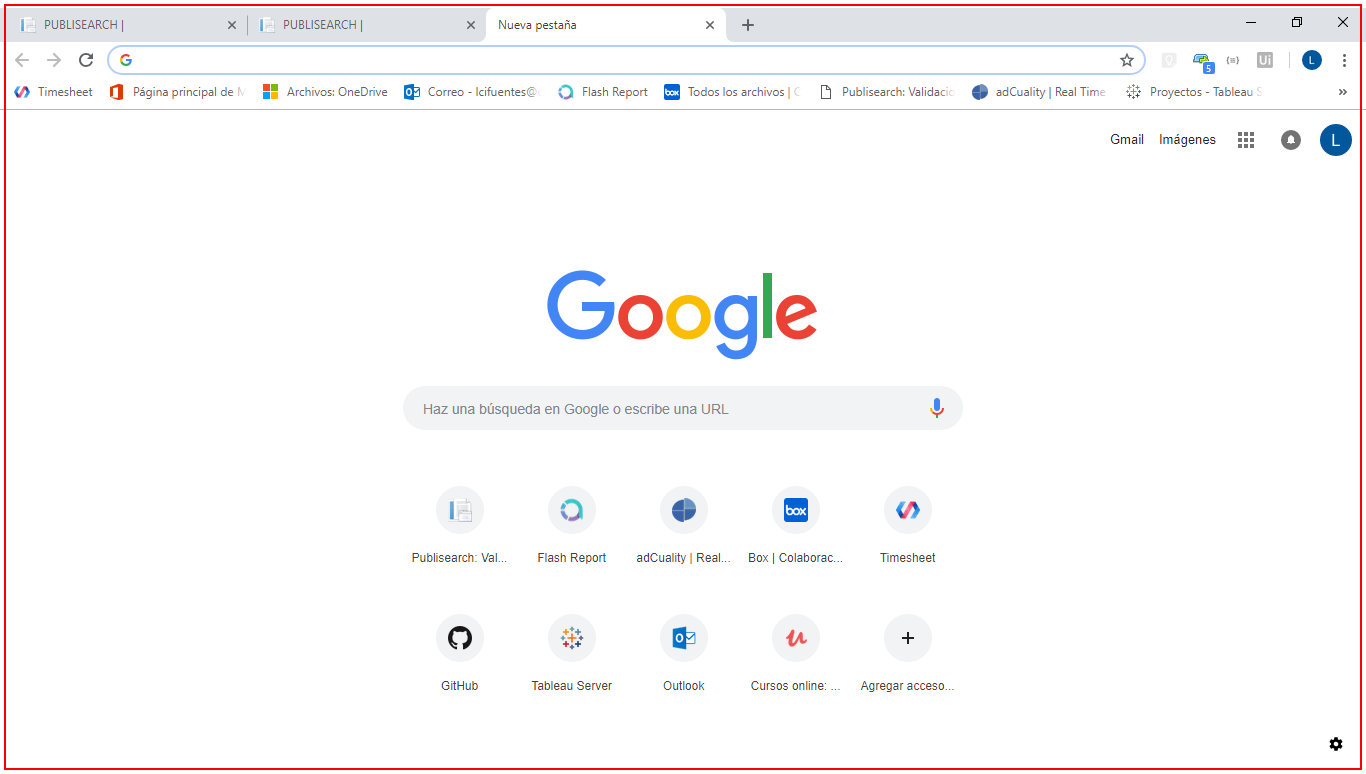 PUBLISEARCH | PUBLISEARCH | Nueva pestaña
5 Ui L
Timesheet Página principal de M Archivos: OneDrive Correo - lcifuentes@ Flash Report box Todos los archivos | C Publisearch: Validacio adCuality | Real Time Proyectos - Tableau S »
Gmail Imágenes L
Google
Haz una búsqueda en Google o escribe una URL
box
Publisearch: Val... Flash Report adCuality | Real... Box | Colaborac... Timesheet
GitHub Tableau Server Outlook Cursos online: ... Agregar acceso...